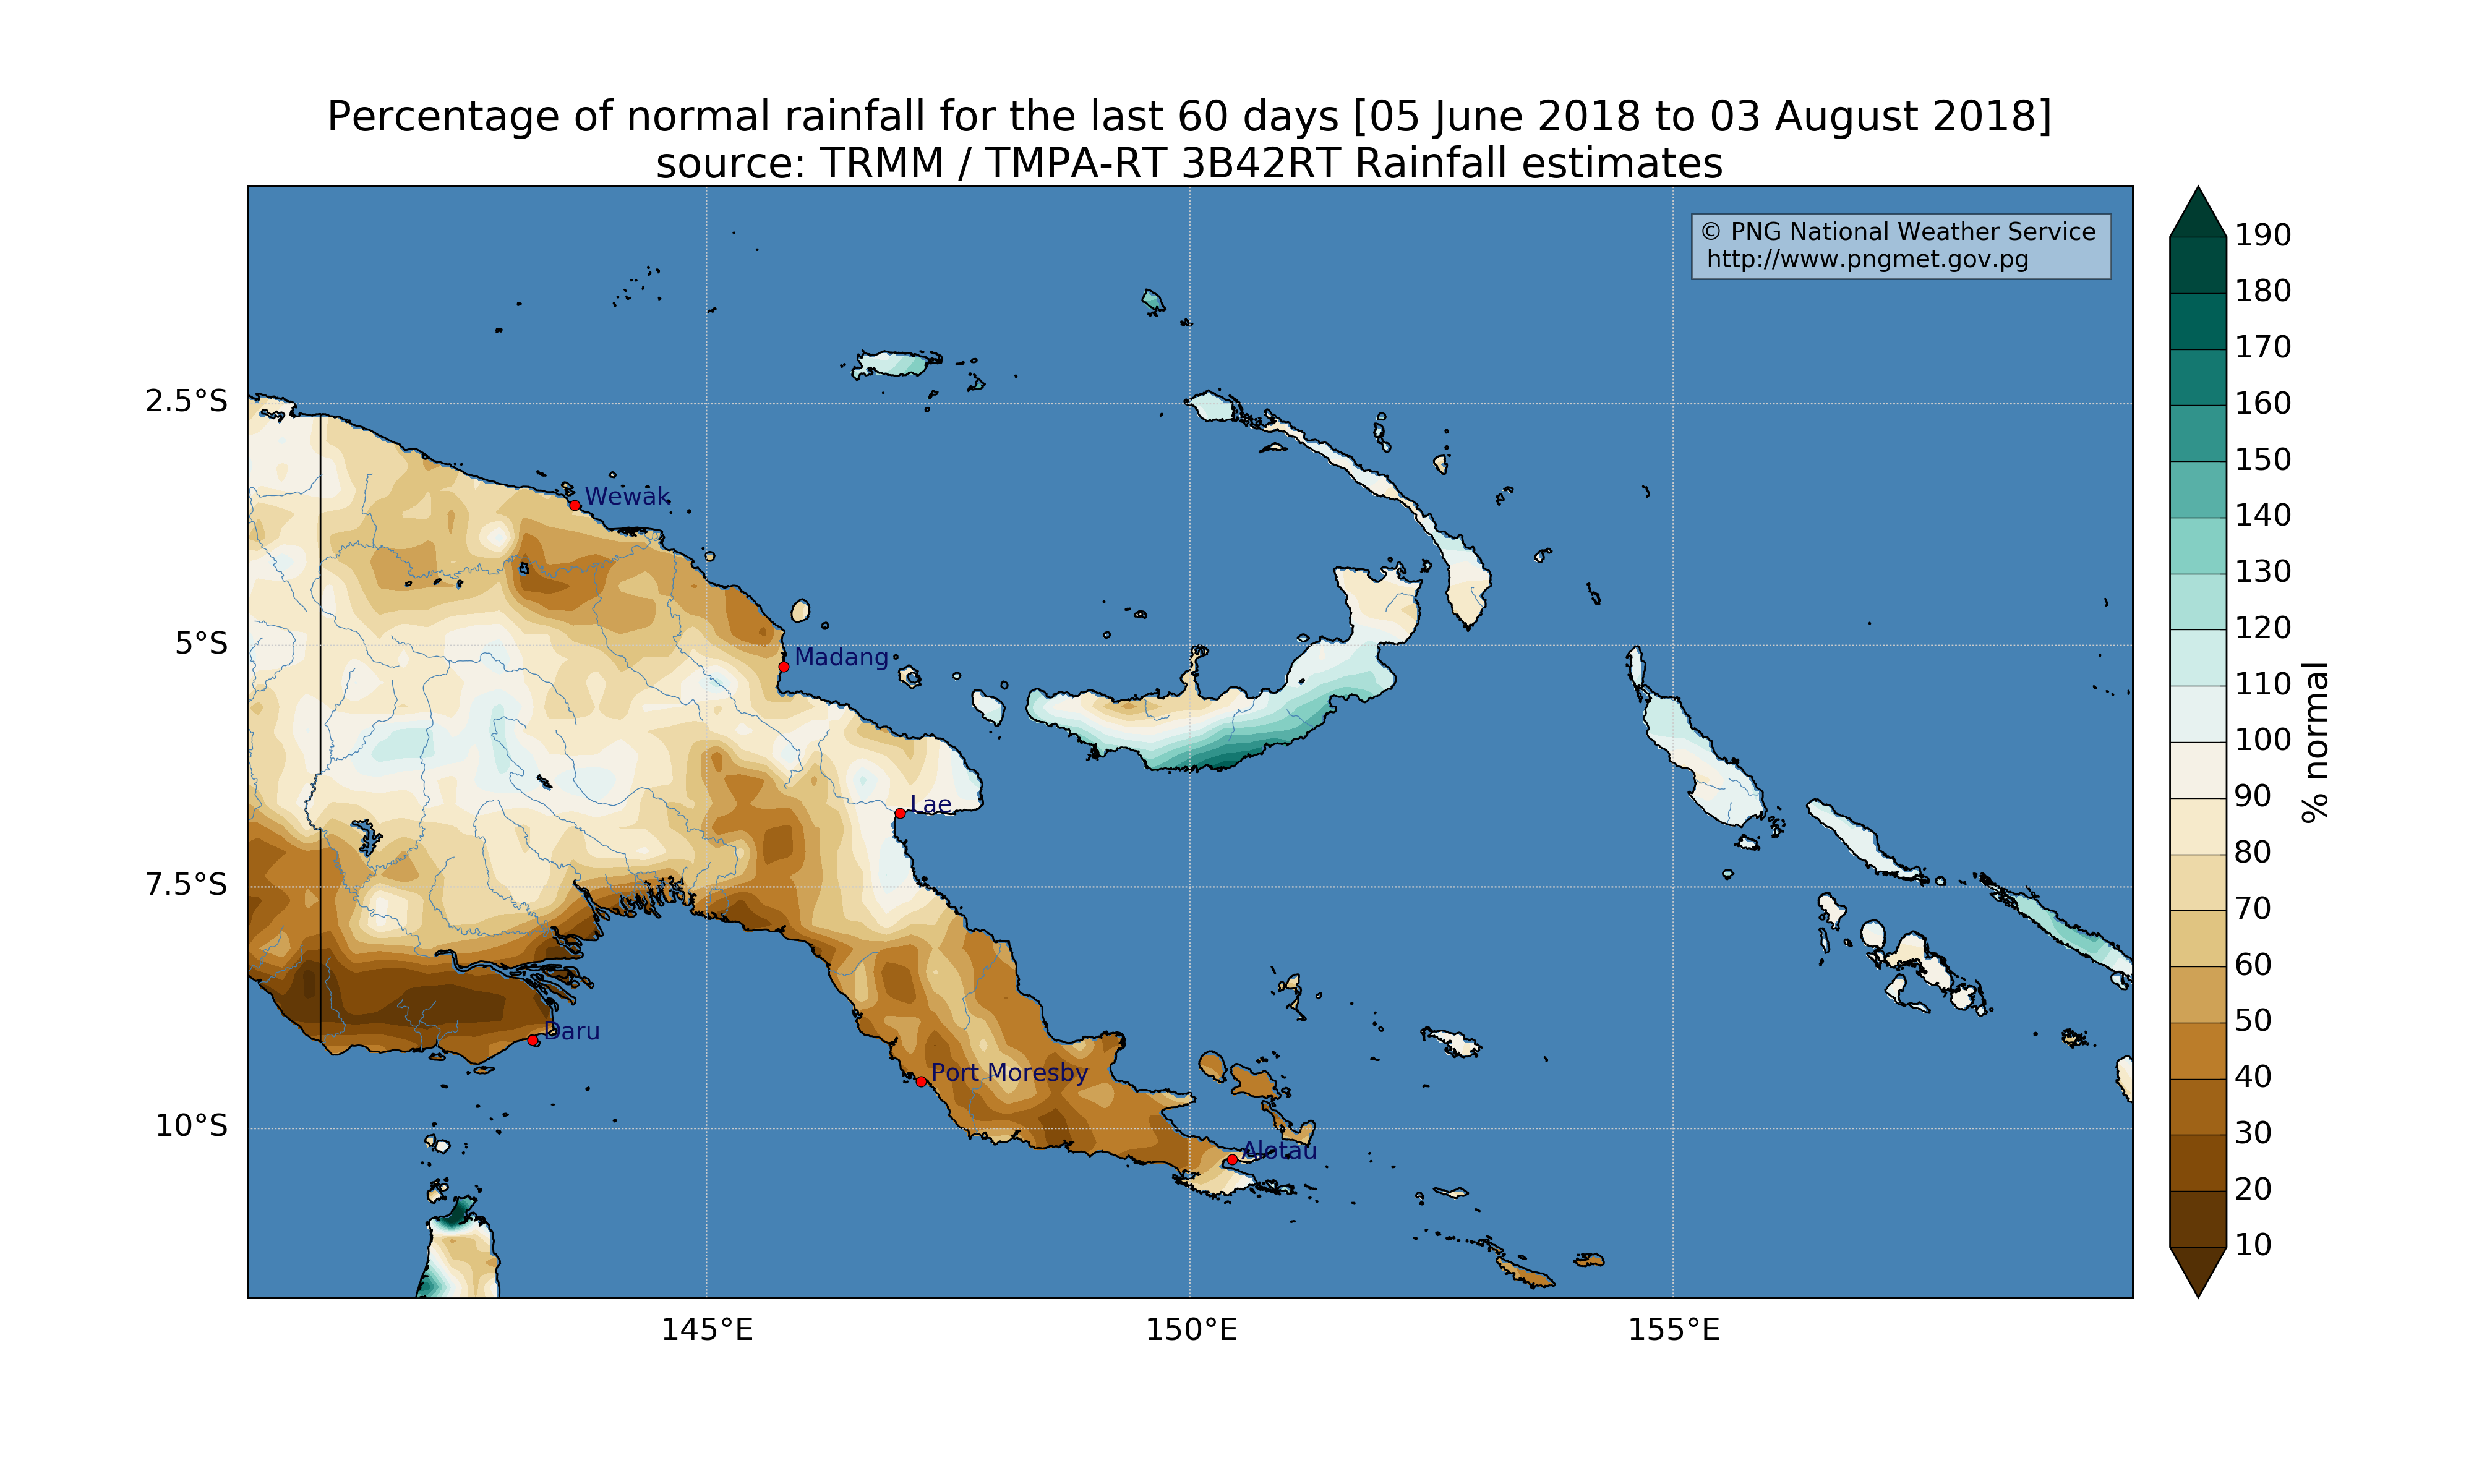 Percentage of normal rainfall for the last 60 days [05 June 2018 to 03 August 2018]
source: TRMM / TMPA-RT 3B42RT Rainfall estimates
© PNG National Weather Service
http://www.pngmet.gov.pg
190
180
170
160
150
140
130
120
110
100
90
80
70
60
50
40
30
20
10
% normal
2.5°S
5°S
7.5°S
10°S
Wewak
Madang
Lae
Daru
Port Moresby
Alotau
145°E
150°E
155°E